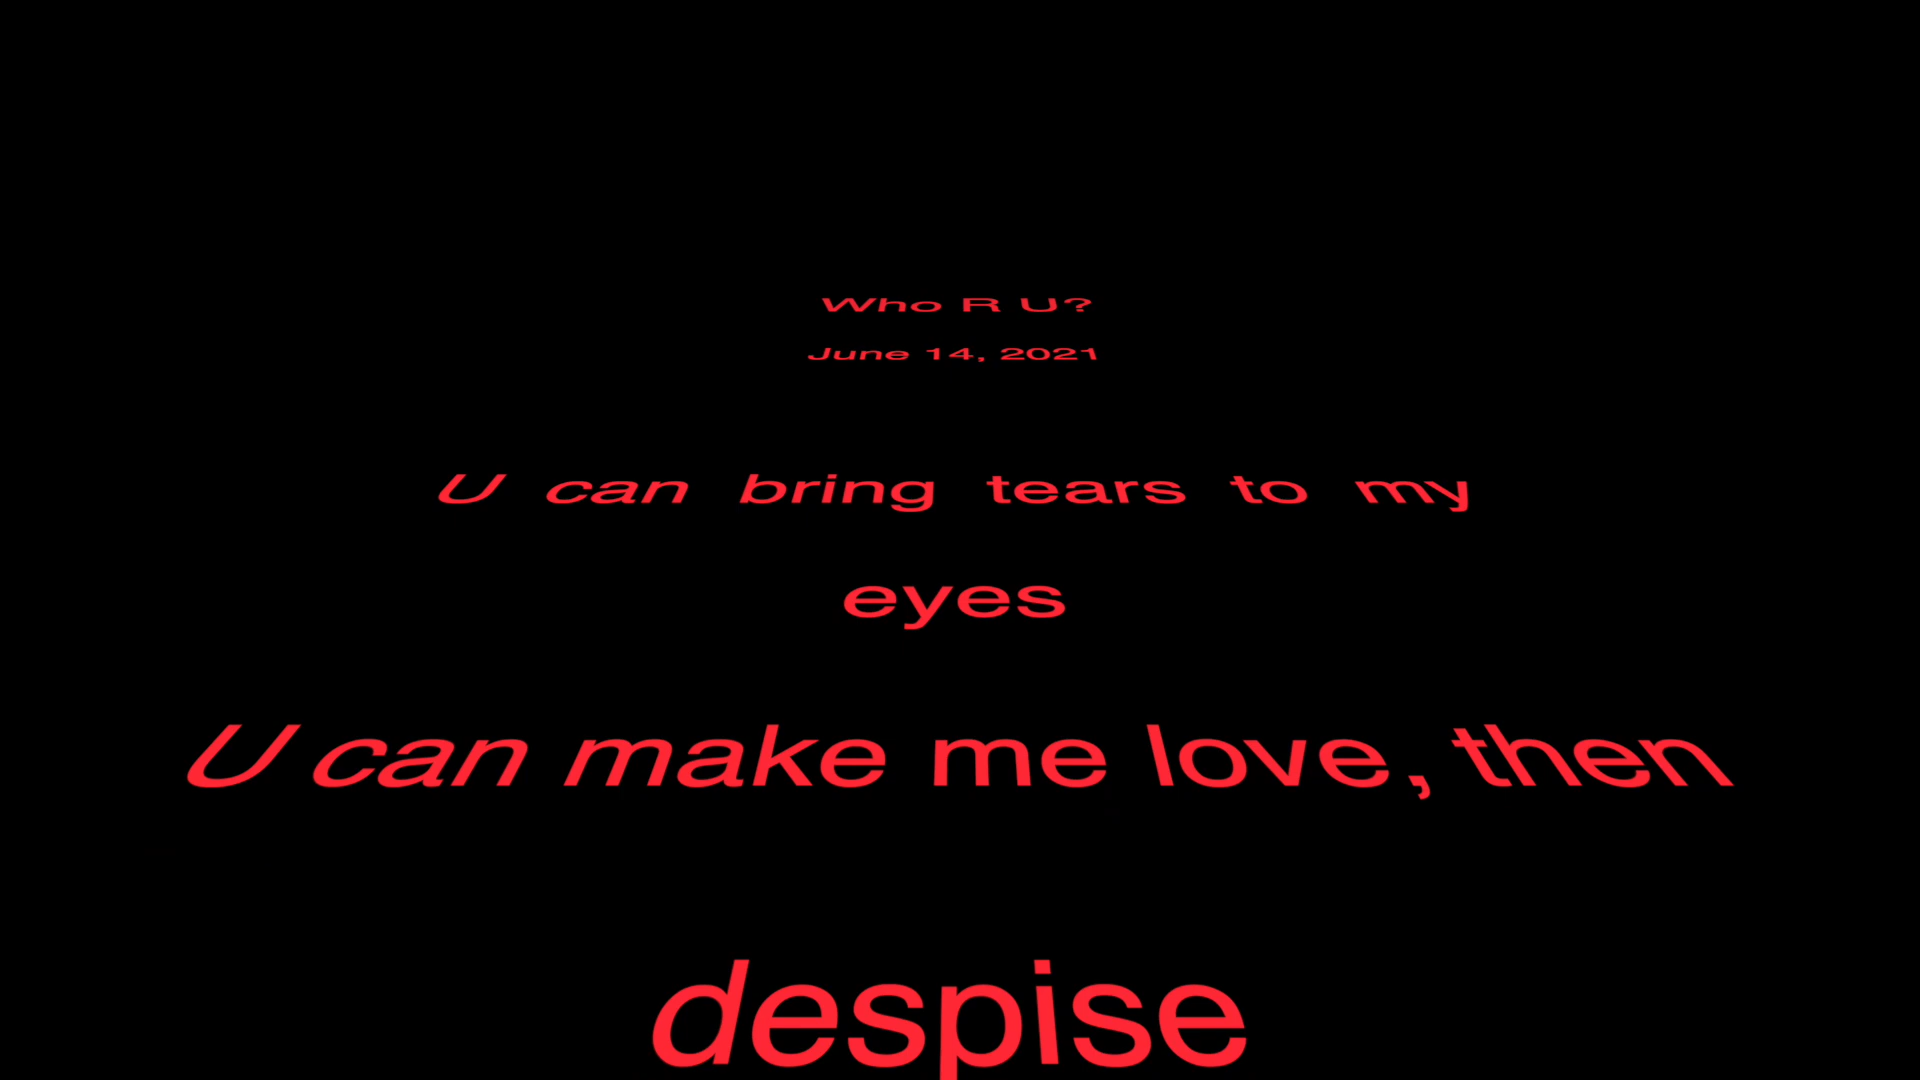 Who R U?
June 14, 2021
U can bring tears to my
eyes
U can make me love, then
despise